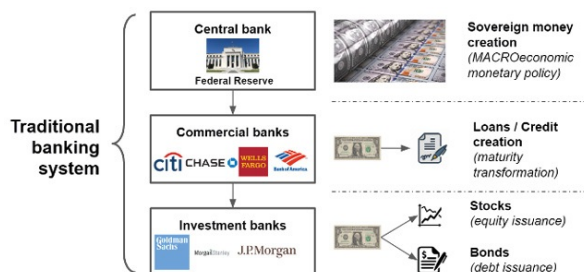 Traditional
banking
system
Central bank
Federal Reserve
Sovereign money
creation
(MACROeconomic
monetary policy)
Commercial banks
citi CHASE WELLS FARGO Bank of America
Loans / Credit
creation
(maturity
transformation)
Investment banks
Goldman
Sachs
Morgan Stanley J.P.Morgan
Stocks
(equity issuance)
Bonds
(debt issuance)